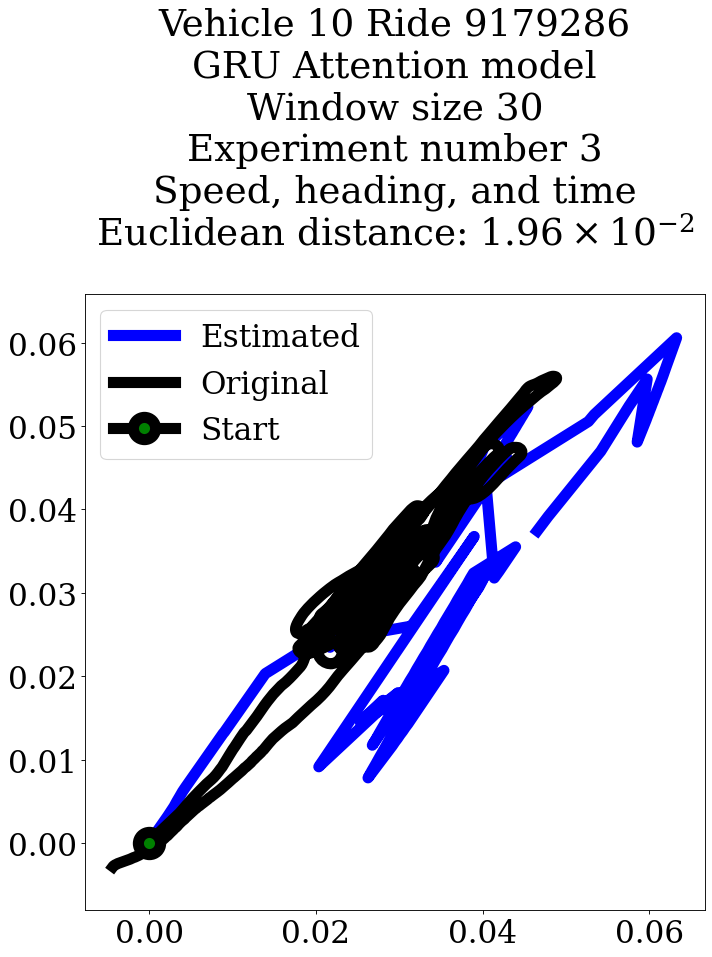 Vehicle 10 Ride 9179286
GRU Attention model
Window size 30
Experiment number 3
Speed, heading, and time
Euclidean distance: 1.96 × 10⁻²
Estimated
Original
Start
0.06
0.05
0.04
0.03
0.02
0.01
0.00
0.00 0.02 0.04 0.06